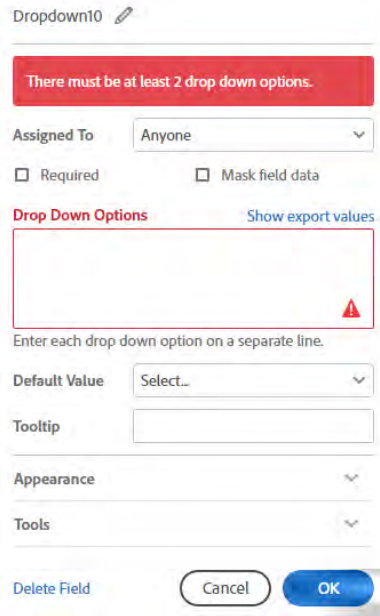 Dropdown10
There must be at least 2 drop down options.
Assigned To Anyone
Required Mask field data
Drop Down Options Show export values
Enter each drop down option on a separate line.
Default Value Select...
Tooltip
Appearance
Tools
Delete Field Cancel OK